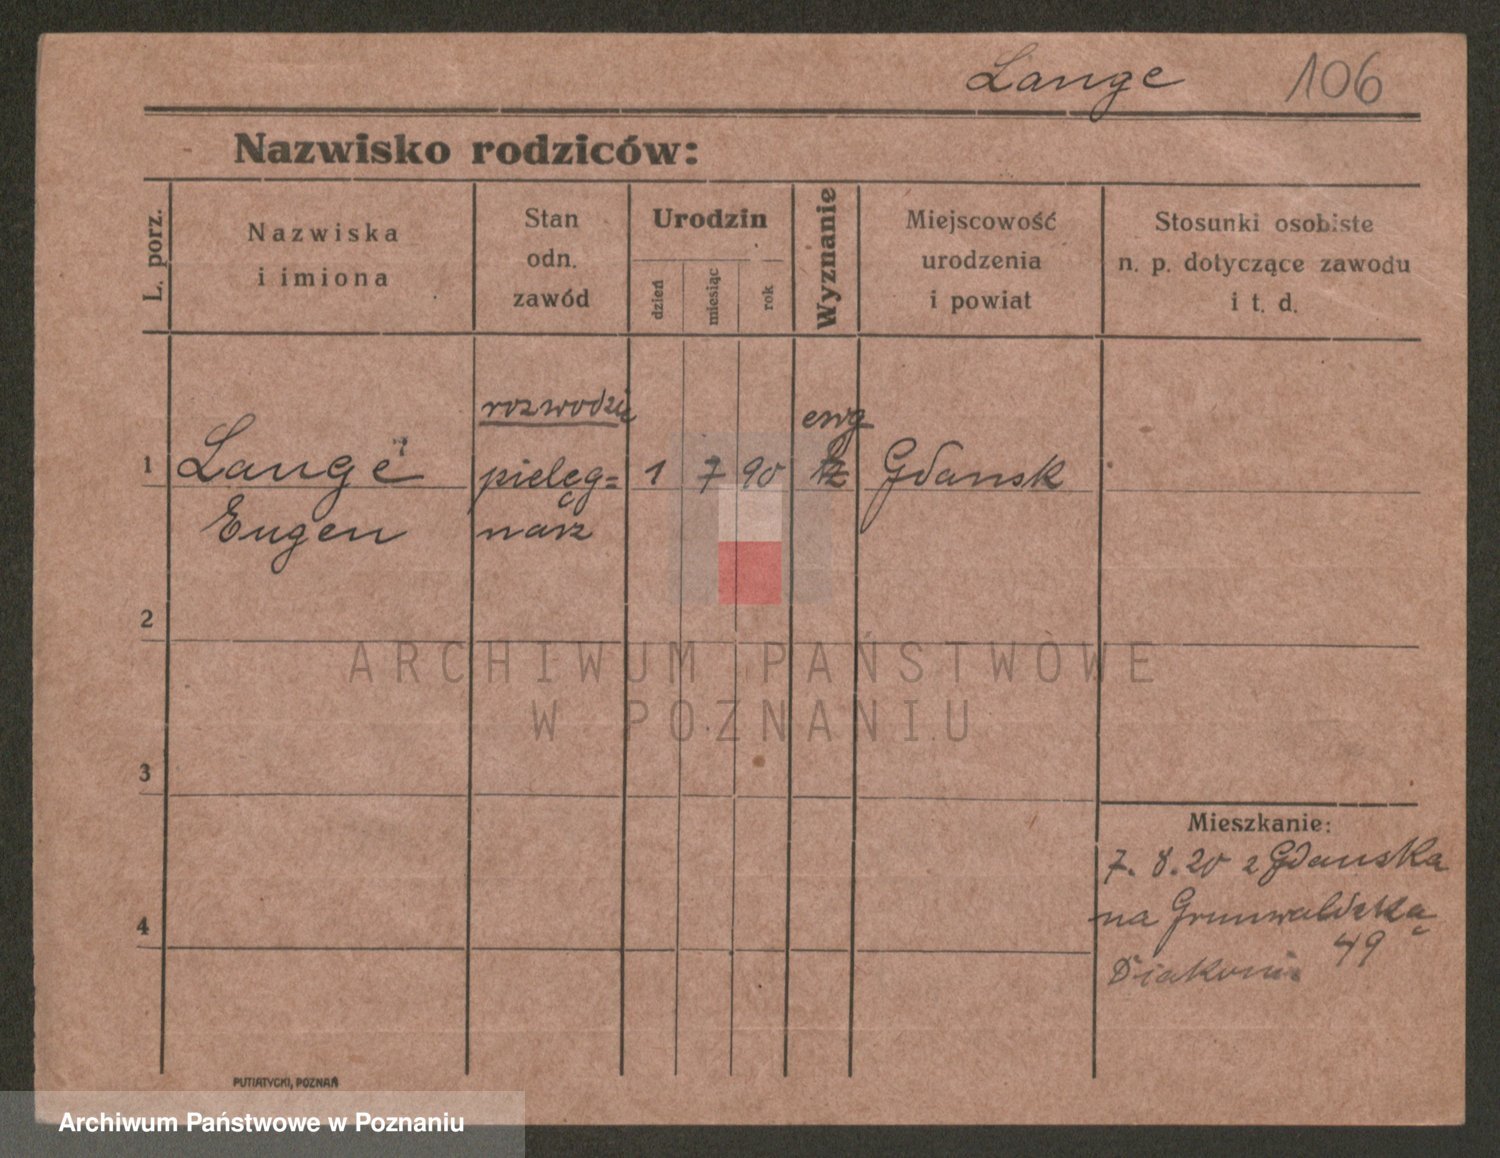 Lange 106
Nazwisko rodziców:
L. porz.
Nazwiska
i imiona
Stan
odn.
zawód
Urodzin
dzień
miesiąc
rok
Wyznanie
Miejscowość
urodzenia
i powiat
Stosunki osobiste
n. p. dotyczące zawodu
i t. d.
1
Lange
Eugen
pielęg=
narz
1 7 90
ewg
Gdansk
2
3
4
Mieszkanie:
7. 8. 20 z Gdanska
na Grunwaldzka
49
ARCHIWUM PAŃSTWOWE
W POZNANIU
PUTIATYCKI, POZNAŃ
Archiwum Państwowe w Poznaniu